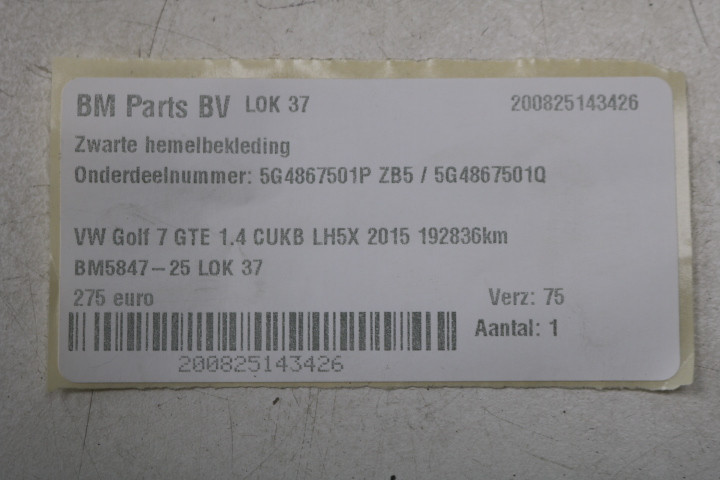 BM Parts BV LOK 37 200825143426
Zwarte hemelbekleding
Onderdeelnummer: 5G4867501P ZB5 / 5G4867501Q
VW Golf 7 GTE 1.4 CUKB LH5X 2015 192836km
BM5847-25 LOK 37
275 euro Verz: 75
Aantal: 1
200825143426